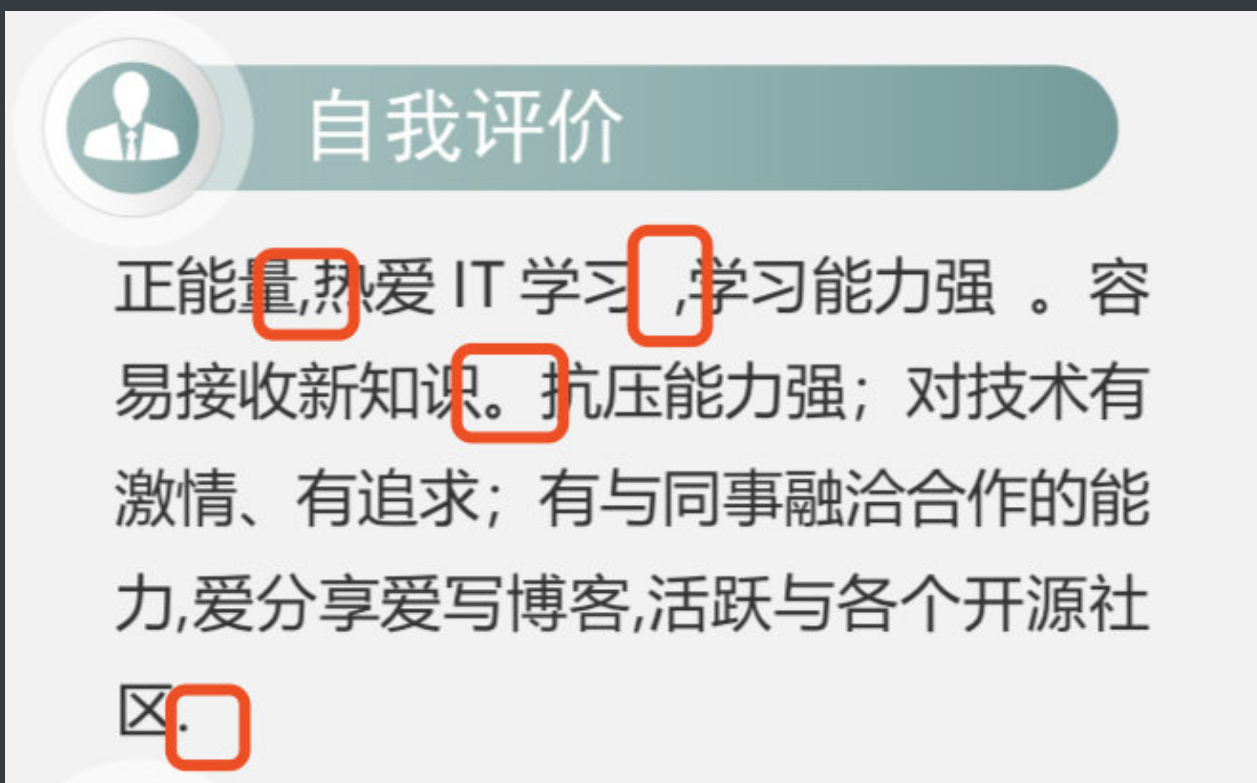 自我评价
正能量,热爱 IT 学习  ,学习能力强 。容
易接收新知识。抗压能力强；对技术有
激情、有追求；有与同事融洽合作的能
力,爱分享爱写博客,活跃与各个开源社
区.